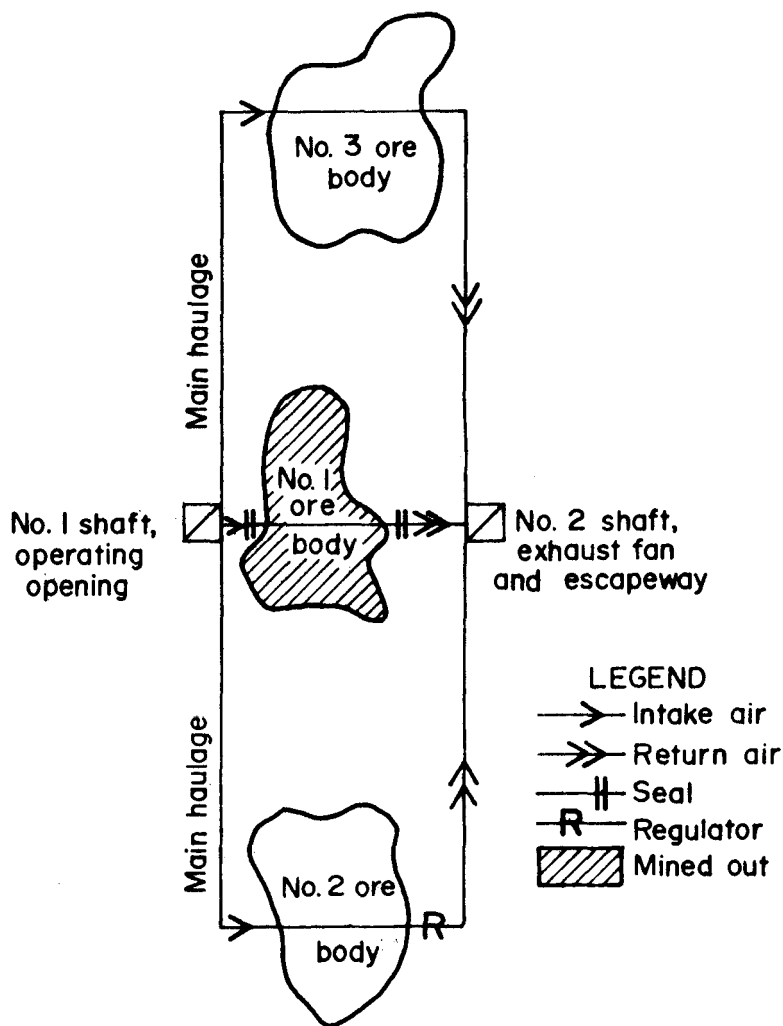 No. 3 ore
body
Main haulage
No. 1
ore
body
No. 1 shaft,
operating
opening
No. 2 shaft,
exhaust fan
and escapeway
Main haulage
No. 2 ore
body
R
LEGEND
Intake air
Return air
Seal
R Regulator
Mined out